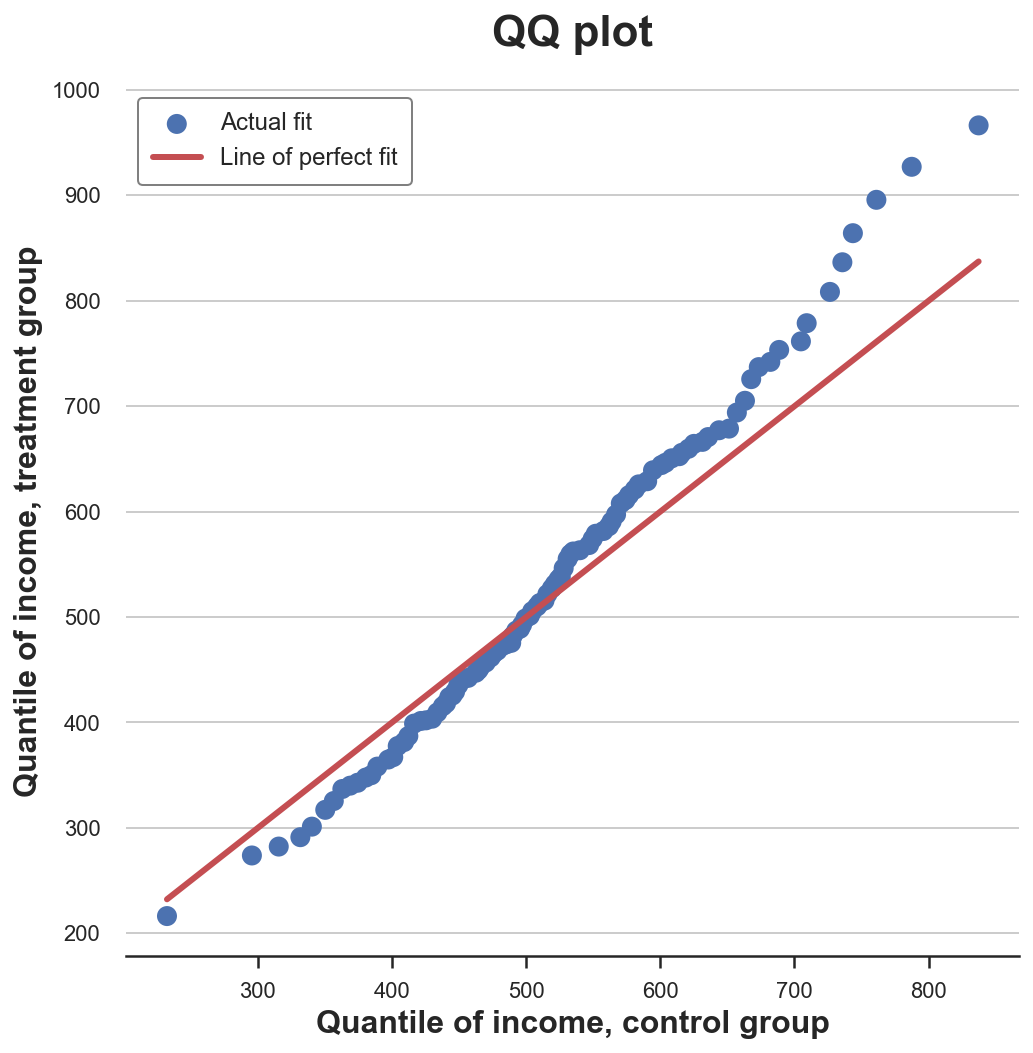 QQ plot
1000
Actual fit
Line of perfect fit
900
800
700
600
500
400
300
200
Quantile of income, treatment group
300 400 500 600 700 800
Quantile of income, control group